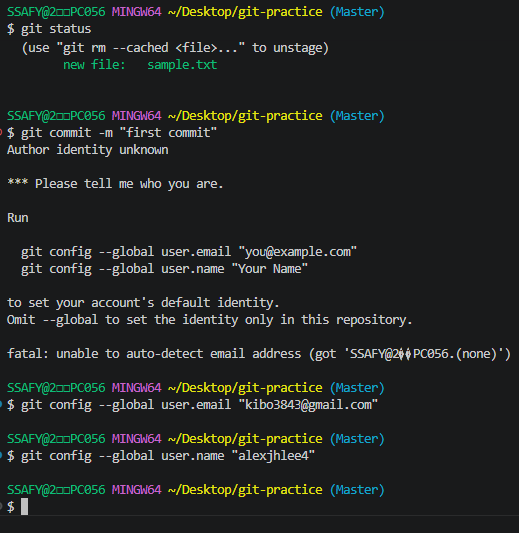 SSAFY@2□□PC056 MINGW64 ~/Desktop/git-practice (Master)
$ git status
  (use "git rm --cached <file>..." to unstage)
        new file:   sample.txt

SSAFY@2□□PC056 MINGW64 ~/Desktop/git-practice (Master)
$ git commit -m "first commit"
Author identity unknown

*** Please tell me who you are.

Run

  git config --global user.email "you@example.com"
  git config --global user.name "Your Name"

to set your account's default identity.
Omit --global to set the identity only in this repository.

fatal: unable to auto-detect email address (got 'SSAFY@2��PC056.(none)')

SSAFY@2□□PC056 MINGW64 ~/Desktop/git-practice (Master)
$ git config --global user.email "kibo3843@gmail.com"

SSAFY@2□□PC056 MINGW64 ~/Desktop/git-practice (Master)
$ git config --global user.name "alexjhlee4"

SSAFY@2□□PC056 MINGW64 ~/Desktop/git-practice (Master)
$